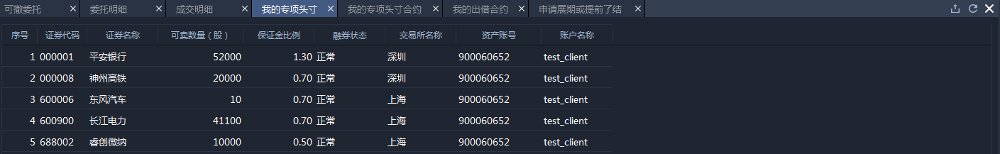 可撤委托 委托明细 成交明细 我的专项头寸 我的专项头寸合约 我的出借合约 申请展期或提前了结
序号 证券代码 证券名称 可卖数量（股） 保证金比例 融券状态 交易所名称 资产账号 账户名称
1 000001 平安银行 52000 1.30 正常 深圳 900060652 test_client
2 000008 神州高铁 20000 0.70 正常 深圳 900060652 test_client
3 600006 东风汽车 10 0.70 正常 上海 900060652 test_client
4 600900 长江电力 41100 0.70 正常 上海 900060652 test_client
5 688002 睿创微纳 10000 0.50 正常 上海 900060652 test_client